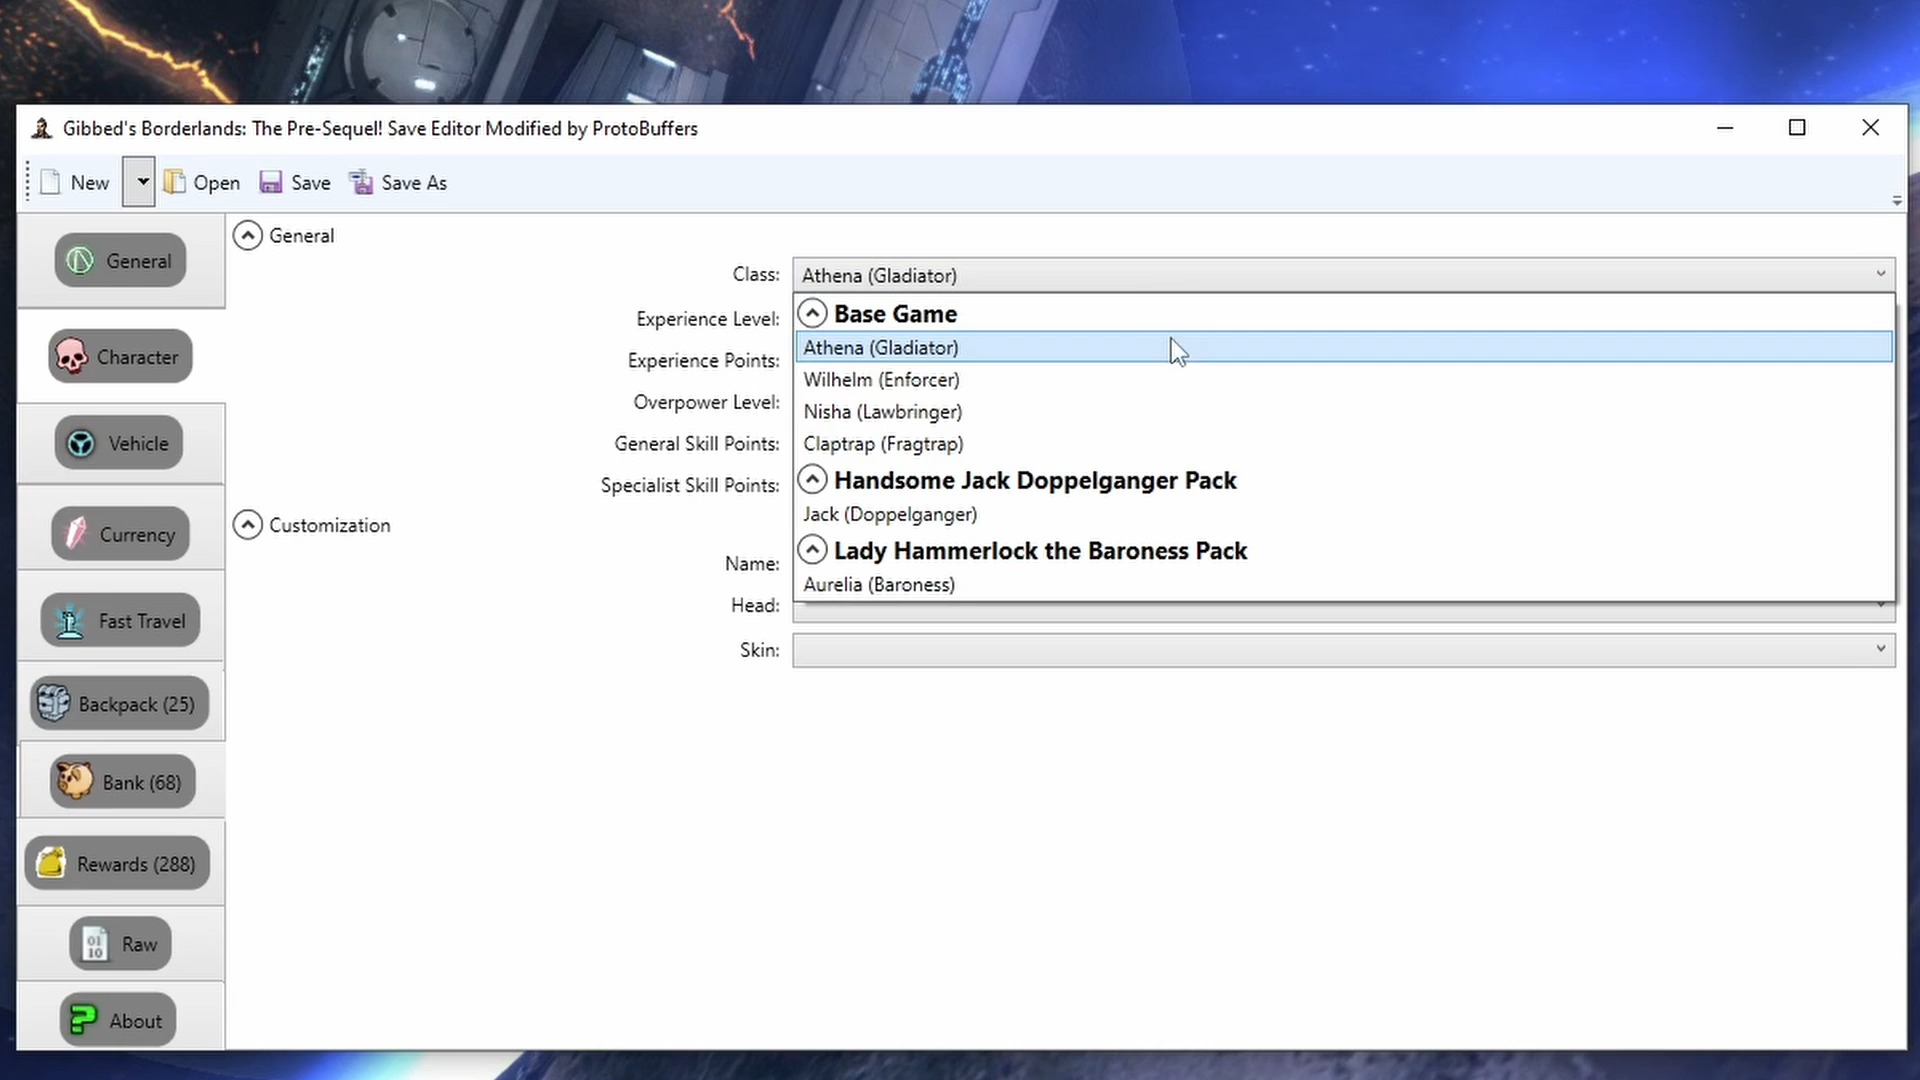 Gibbed's Borderlands: The Pre-Sequel! Save Editor Modified by ProtoBuffers
New
Open
Save
Save As
General
Character
Vehicle
Currency
Fast Travel
Backpack (25)
Bank (68)
Rewards (288)
Raw
01
10
About
General
Class: Athena (Gladiator)
Experience Level:
Experience Points:
Overpower Level:
General Skill Points:
Specialist Skill Points:
Base Game
Athena (Gladiator)
Wilhelm (Enforcer)
Nisha (Lawbringer)
Claptrap (Fragtrap)
Handsome Jack Doppelganger Pack
Jack (Doppelganger)
Lady Hammerlock the Baroness Pack
Aurelia (Baroness)
Customization
Name:
Head:
Skin: